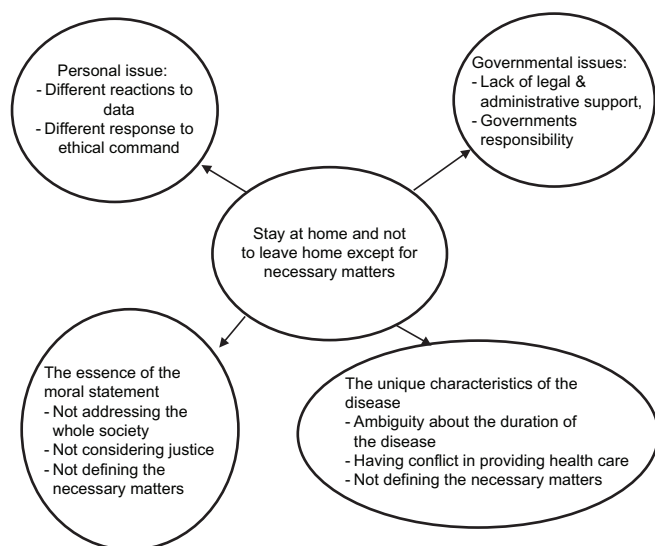 Personal issue:
- Different reactions to
data
- Different response to
ethical command
Governmental issues:
- Lack of legal &
administrative support,
- Governments
responsibility
Stay at home and not
to leave home except for
necessary matters
The essence of the
moral statement
- Not addressing the
whole society
- Not considering justice
- Not defining the
necessary matters
The unique characteristics of the
disease
- Ambiguity about the duration of
the disease
- Having conflict in providing health care
- Not defining the necessary matters